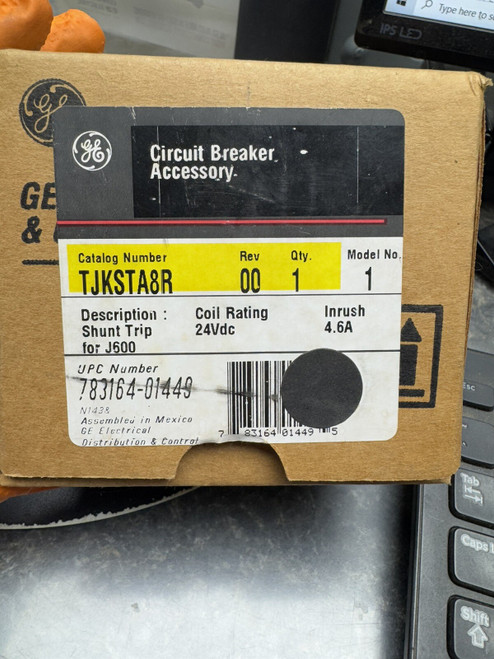 Type here to s
IPS LED
GE
GE
& 
GE
Circuit Breaker
Accessory
Catalog Number Rev Qty. Model No.
TJKSTA8R 00 1 1
Description : Coil Rating Inrush
Shunt Trip 24Vdc 4.6A
for J600
UPC Number
783164-01449
N1438
Assembled in Mexico
GE Electrical
Distribution & Control
7 83164 01449 5
Esc
Tab
Caps
Shift